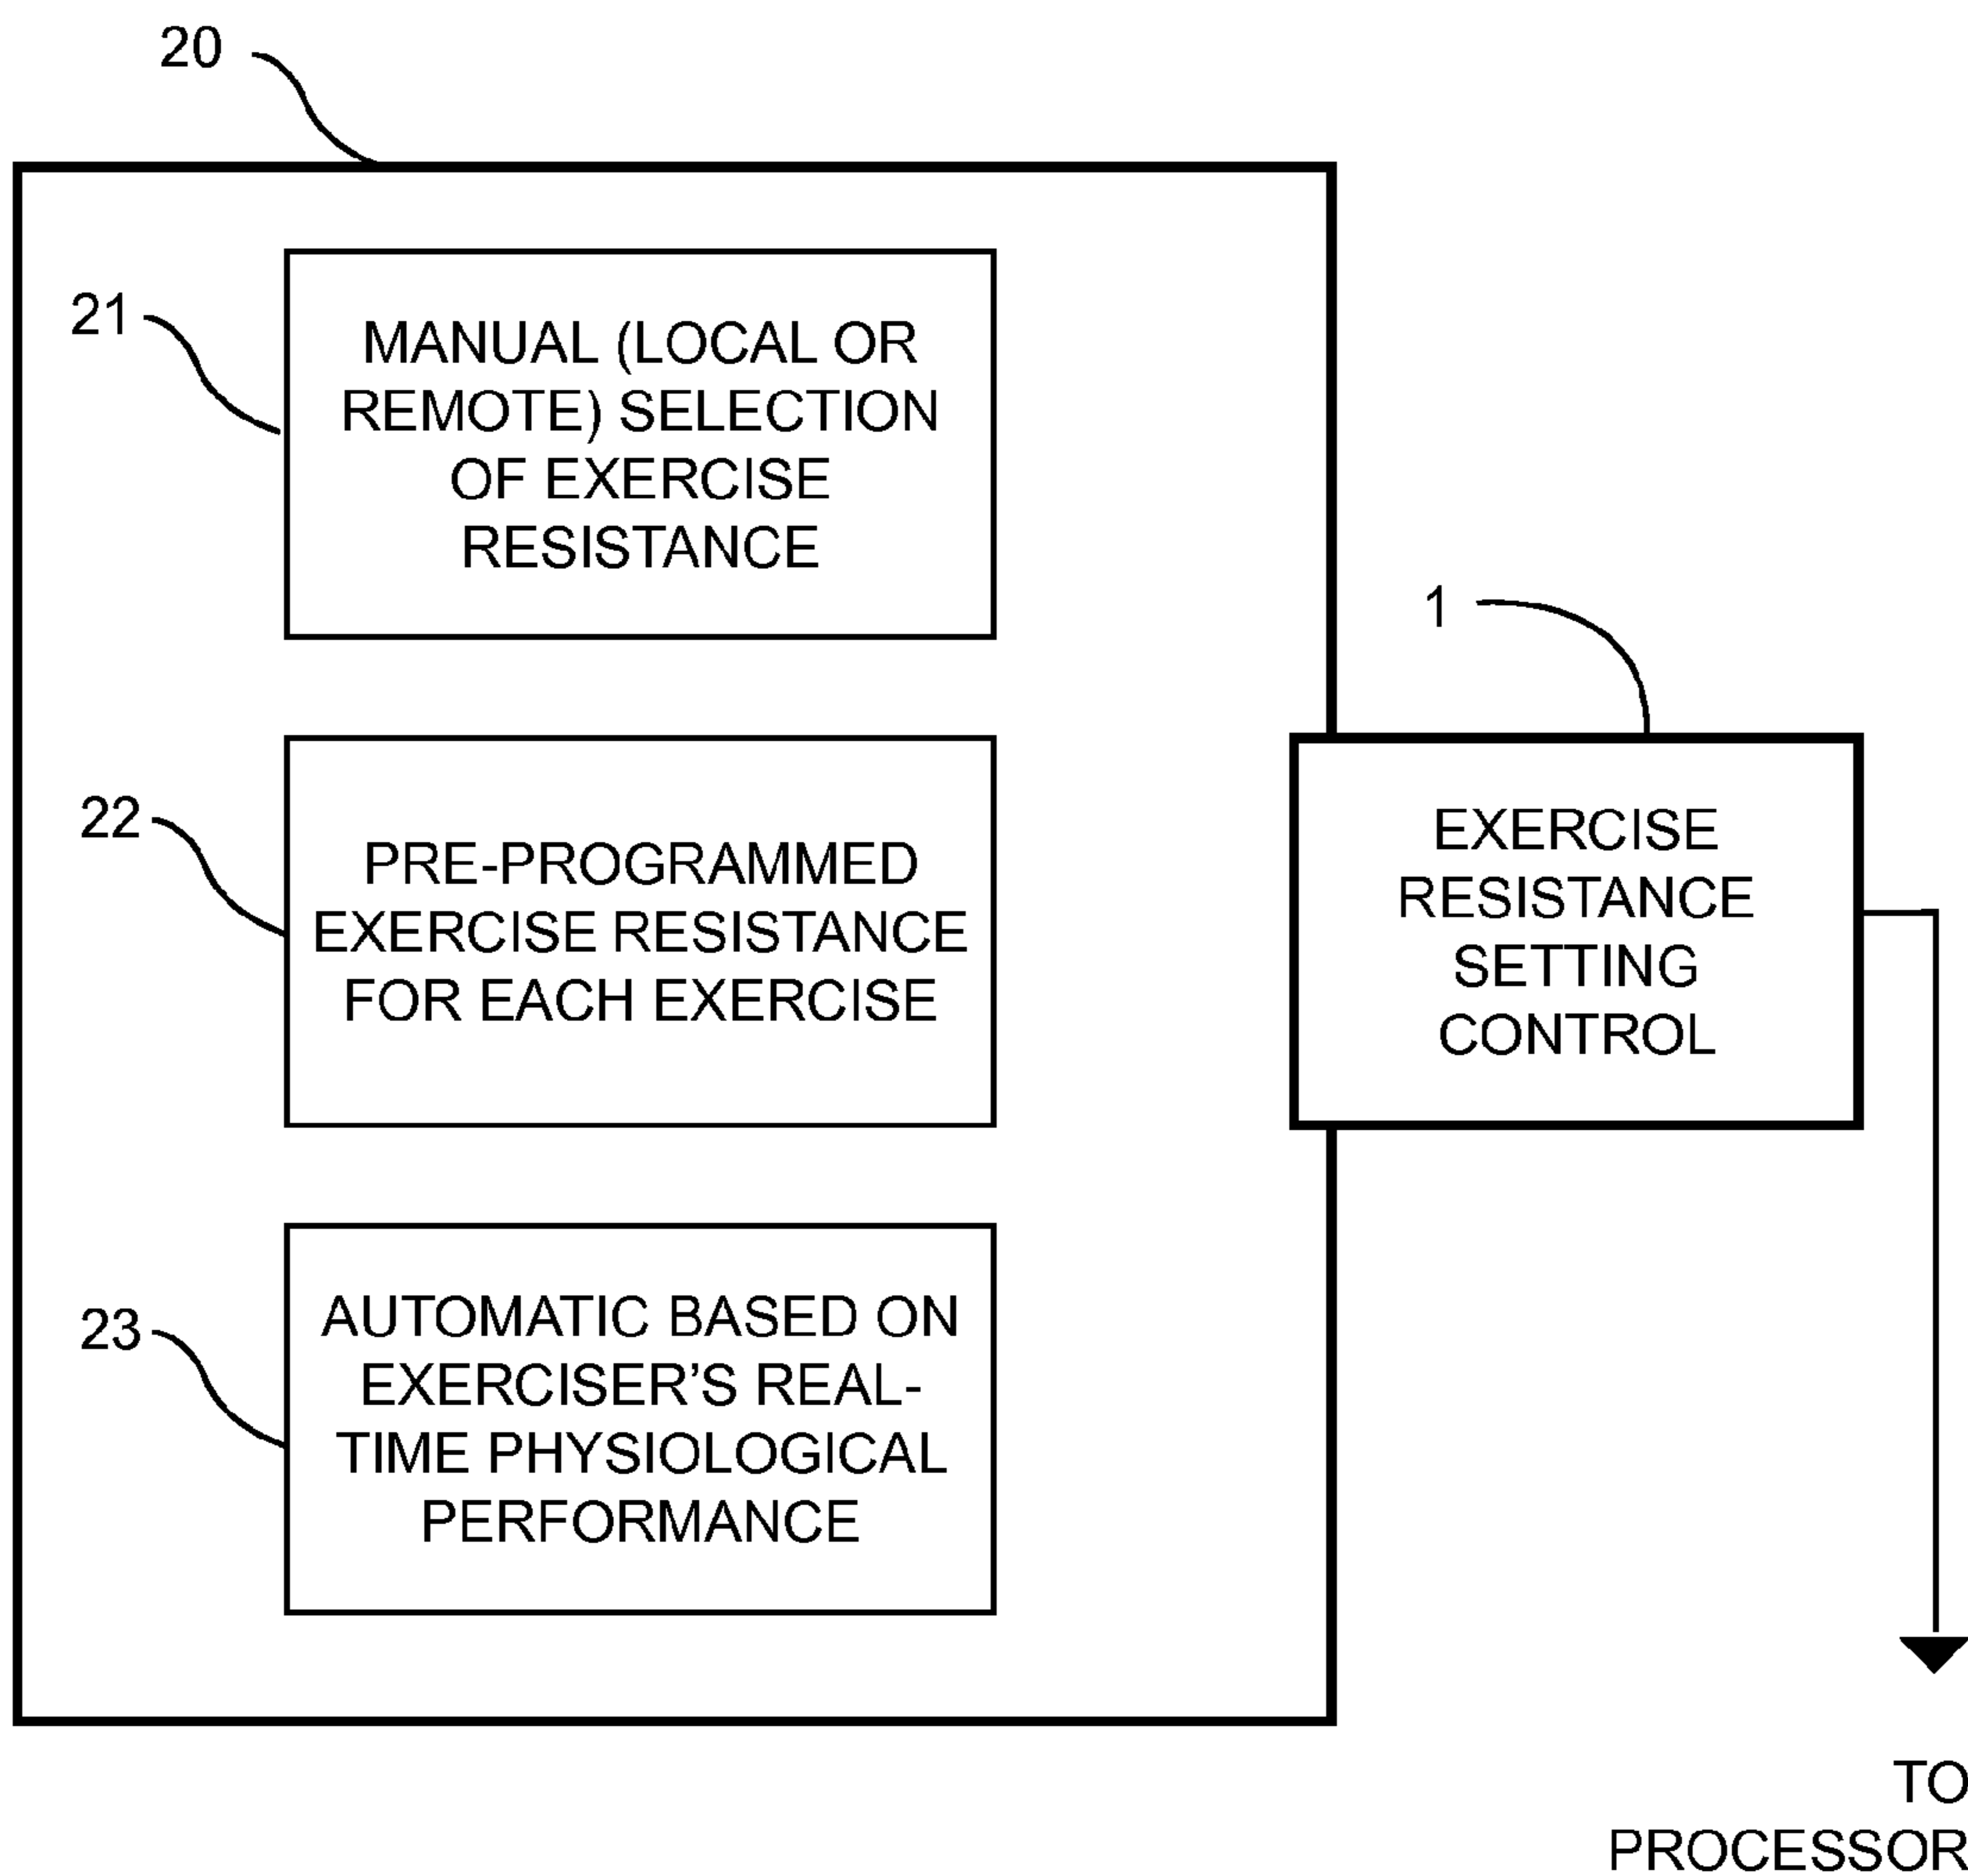 20
21
MANUAL (LOCAL OR
REMOTE) SELECTION
OF EXERCISE
RESISTANCE
1
22
PRE-PROGRAMMED
EXERCISE RESISTANCE
FOR EACH EXERCISE
EXERCISE
RESISTANCE
SETTING
CONTROL
23
AUTOMATIC BASED ON
EXERCISER’S REAL-
TIME PHYSIOLOGICAL
PERFORMANCE
TO
PROCESSOR